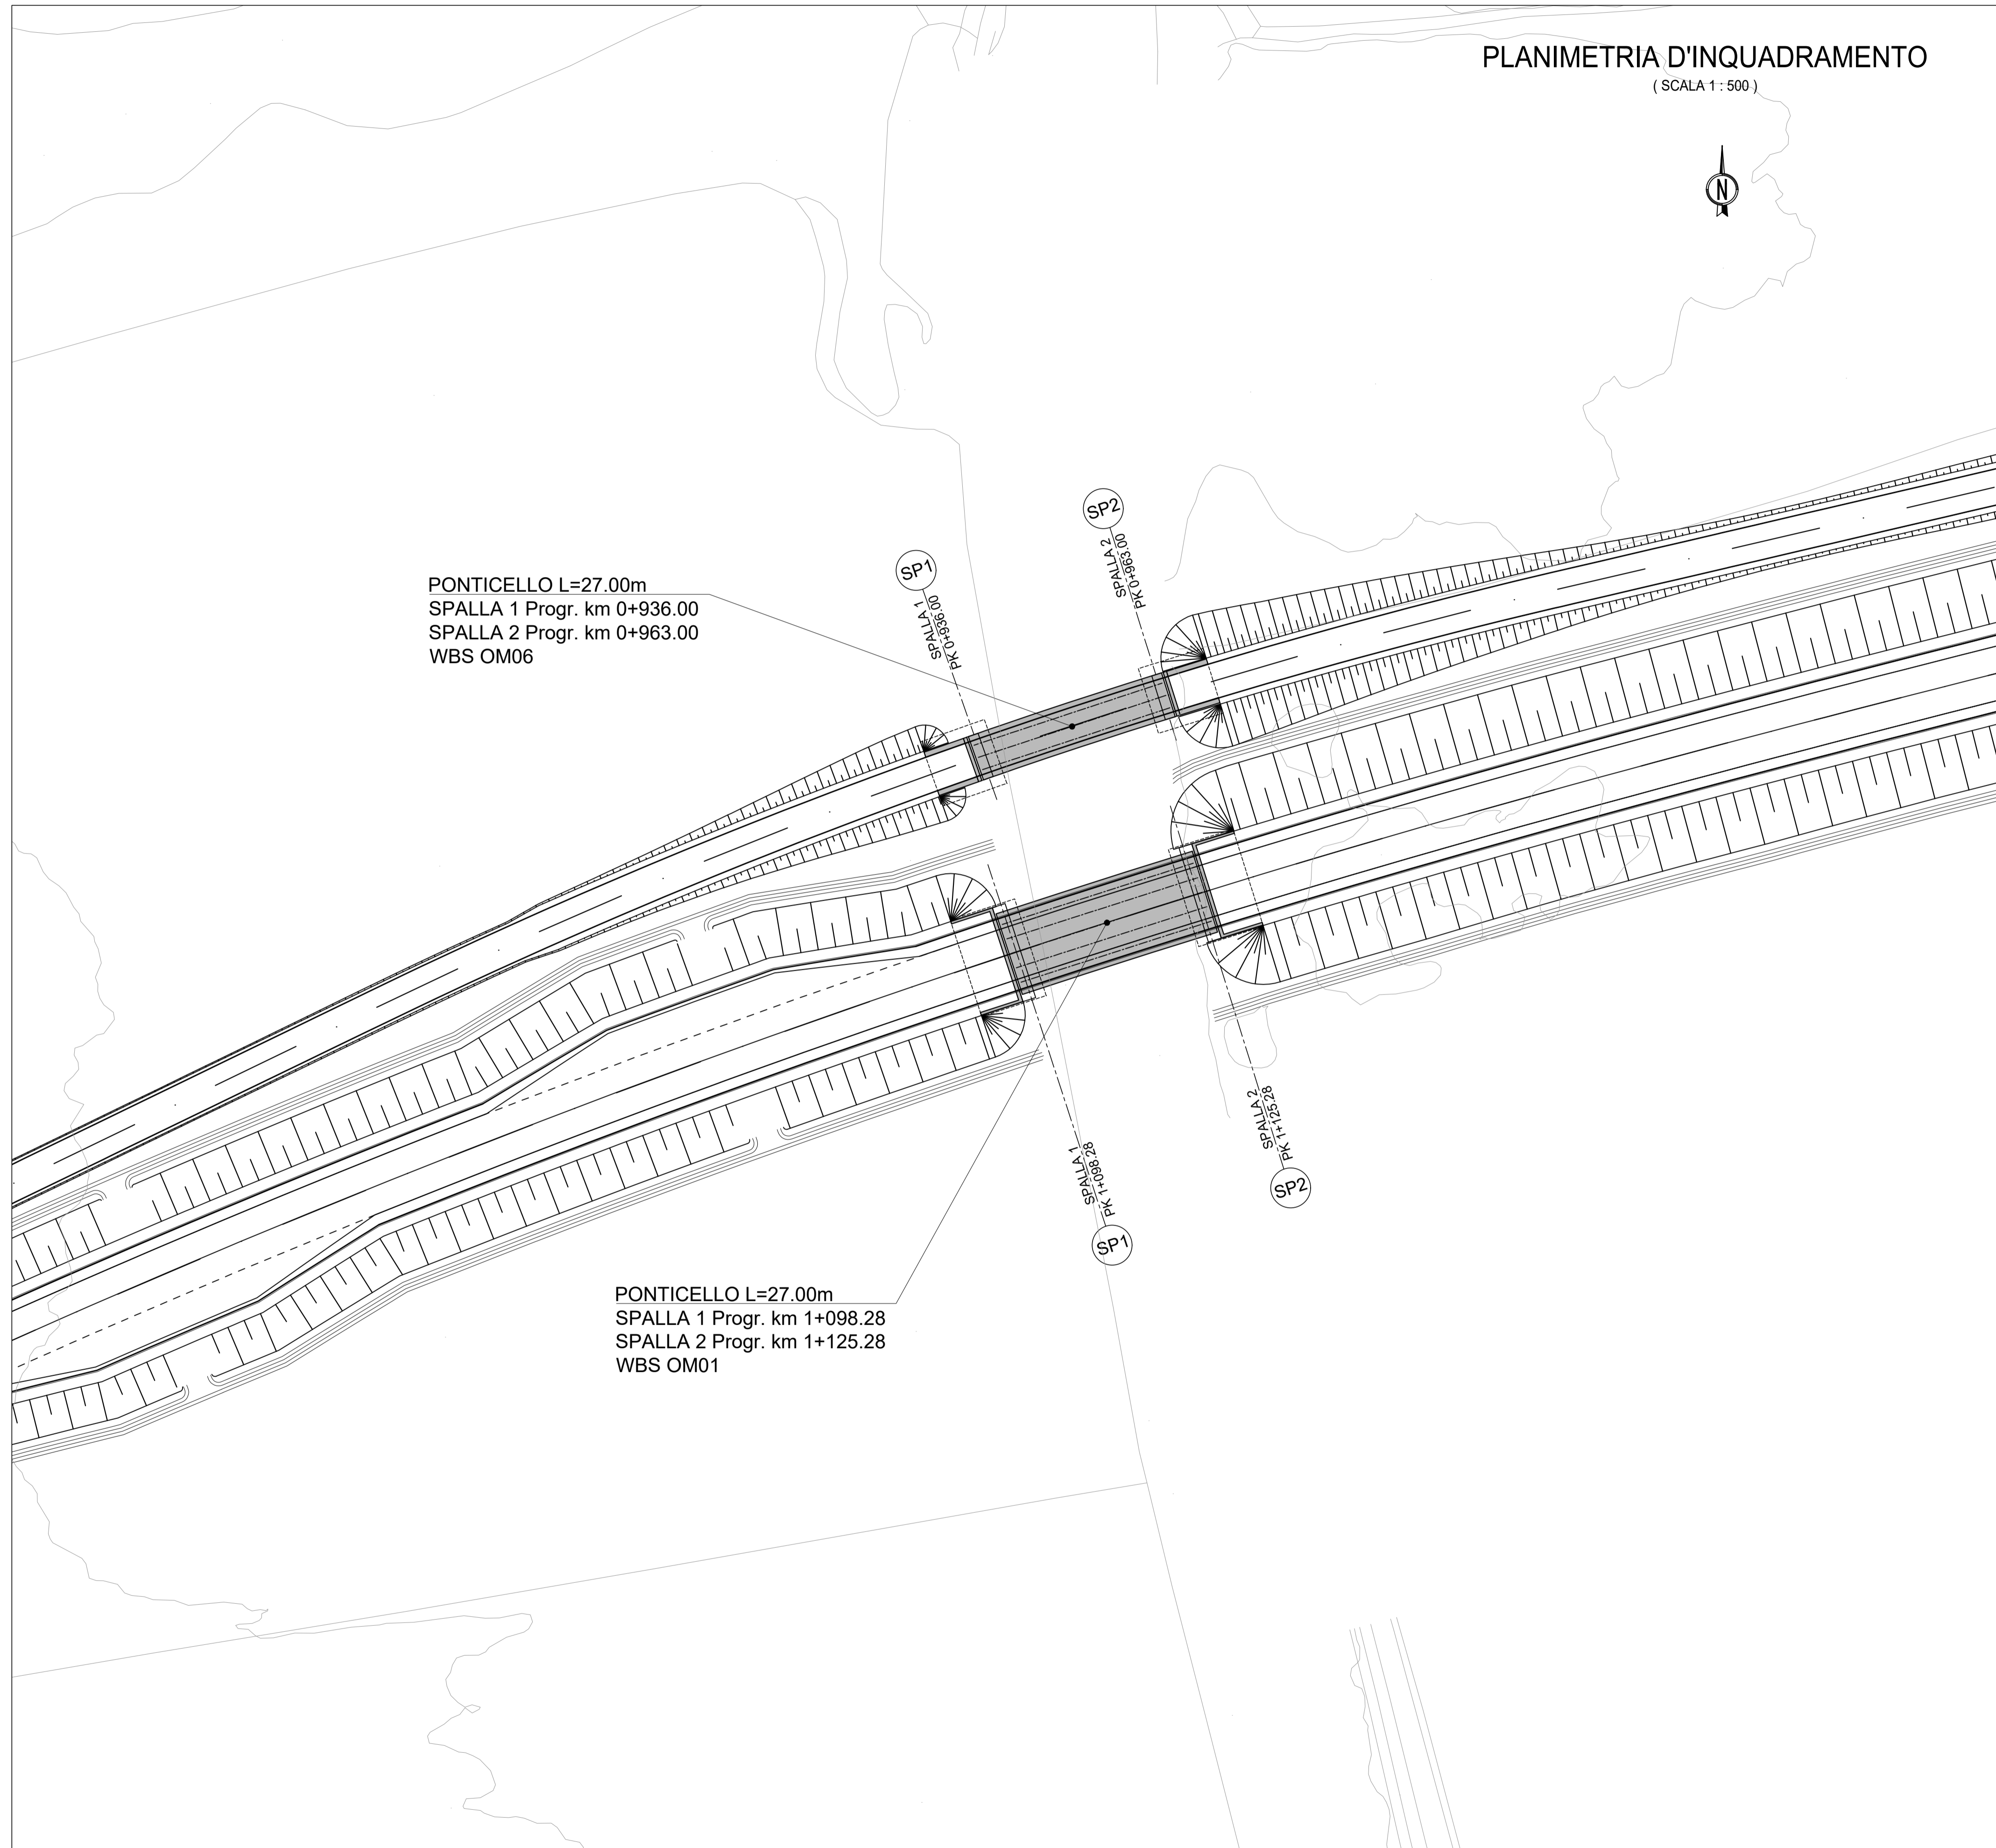 PLANIMETRIA D'INQUADRAMENTO
( SCALA 1 : 500 )
N
SP2
SPALLA 2
PK 0+963.00
SP1
SPALLA 1
PK 0+936.00
PONTICELLO L=27.00m
SPALLA 1 Progr. km 0+936.00
SPALLA 2 Progr. km 0+963.00
WBS OM06
SPALLA 2
PK 1+125.28
SP2
SPALLA 1
PK 1+098.28
SP1
PONTICELLO L=27.00m
SPALLA 1 Progr. km 1+098.28
SPALLA 2 Progr. km 1+125.28
WBS OM01